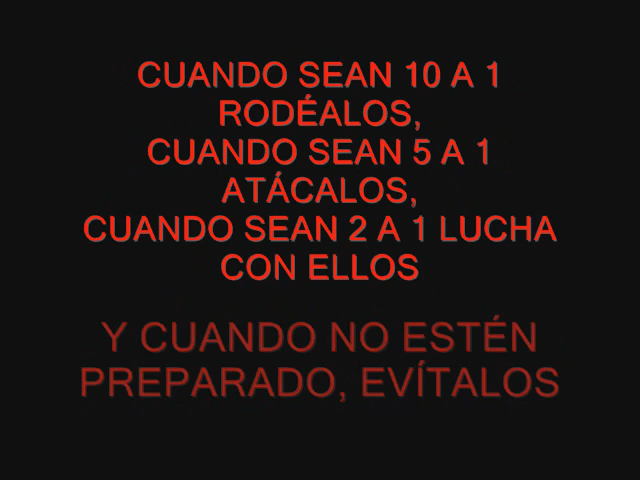 CUANDO SEAN 10 A 1
RODÉALOS,
CUANDO SEAN 5 A 1
ATÁCALOS,
CUANDO SEAN 2 A 1 LUCHA
CON ELLOS
Y CUANDO NO ESTÉN
PREPARADO, EVÍTALOS